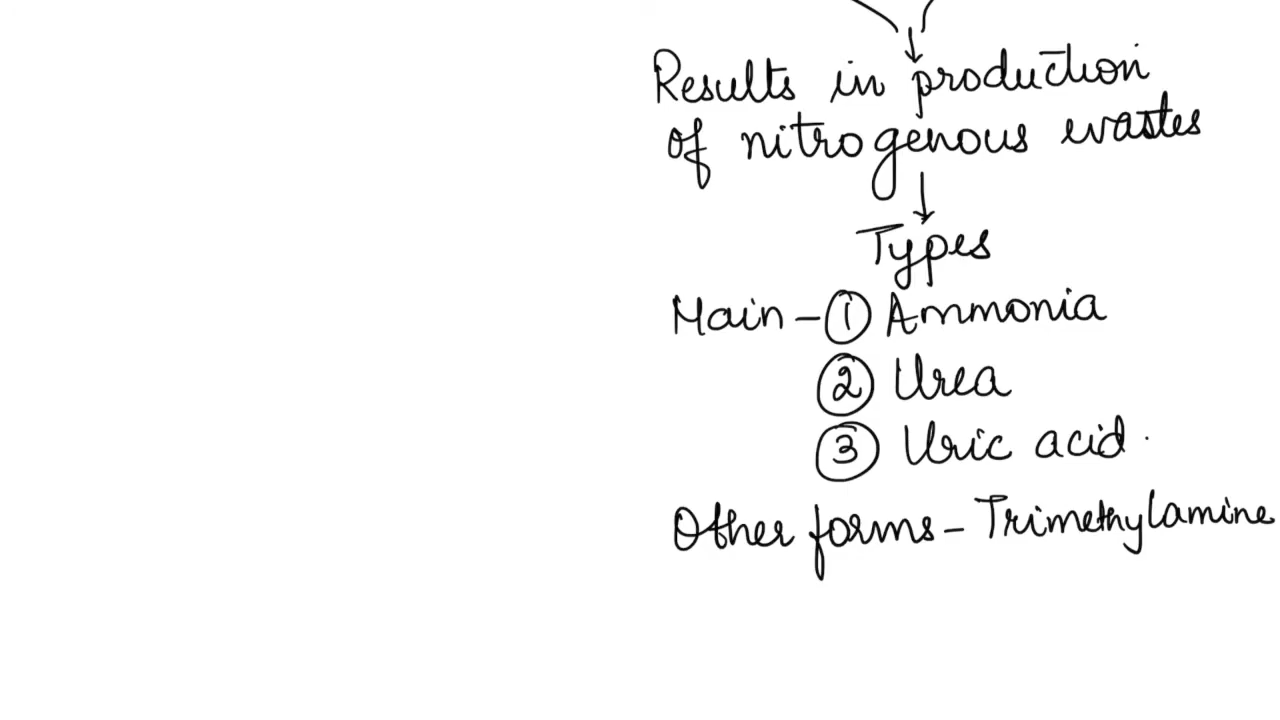 Results in production
of nitrogenous wastes
Types
Main - ① Ammonia
② Urea
③ Uric acid
Other forms - Trimethylamine